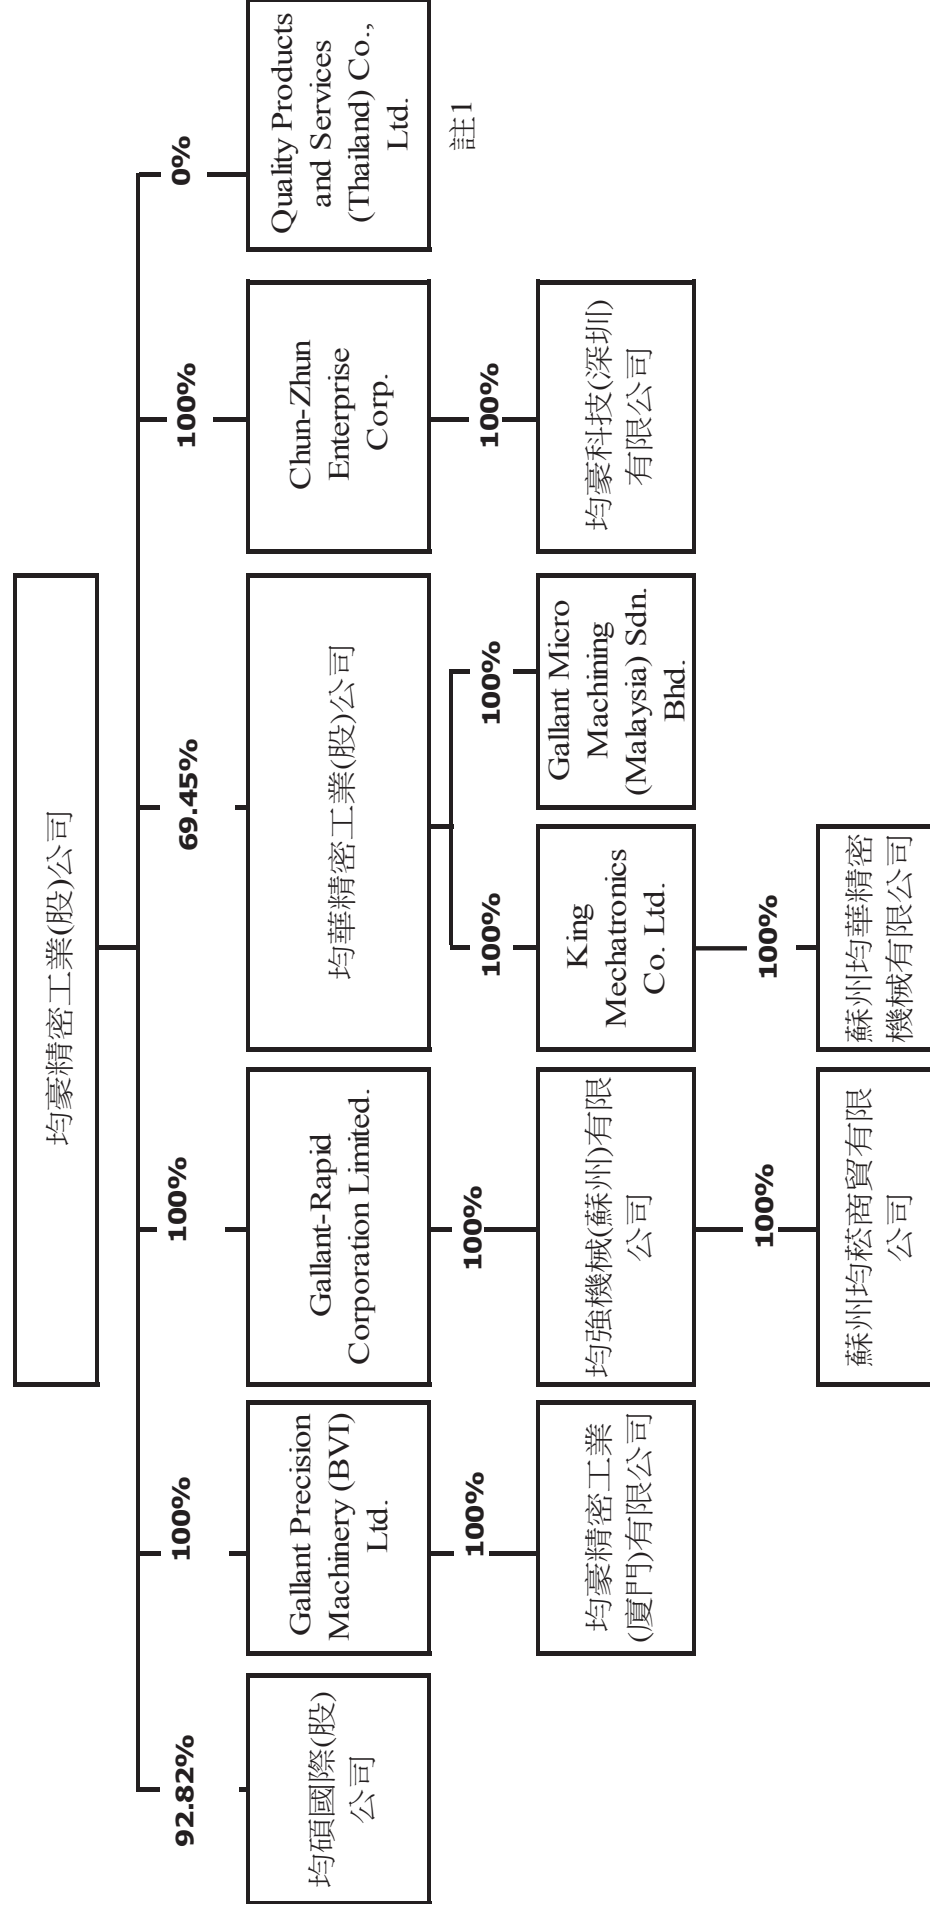 均豪精密工業(股)公司
92.82%
100%
100%
69.45%
100%
0%
均碩國際(股)
公司
Gallant Precision
Machinery (BVI)
Ltd.
Gallant-Rapid
Corporation Limited.
均華精密工業(股)公司
Chun-Zhun
Enterprise
Corp.
Quality Products
and Services
(Thailand) Co.,
Ltd.
註1
100%
100%
100%
100%
100%
均豪精密工業
(廈門)有限公司
均強機械(蘇州)有限
公司
King
Mechatronics
Co. Ltd.
Gallant Micro
Machining
(Malaysia) Sdn.
Bhd.
均豪科技(深圳)
有限公司
100%
100%
蘇州均菘商貿有限
公司
蘇州均華精密
機械有限公司